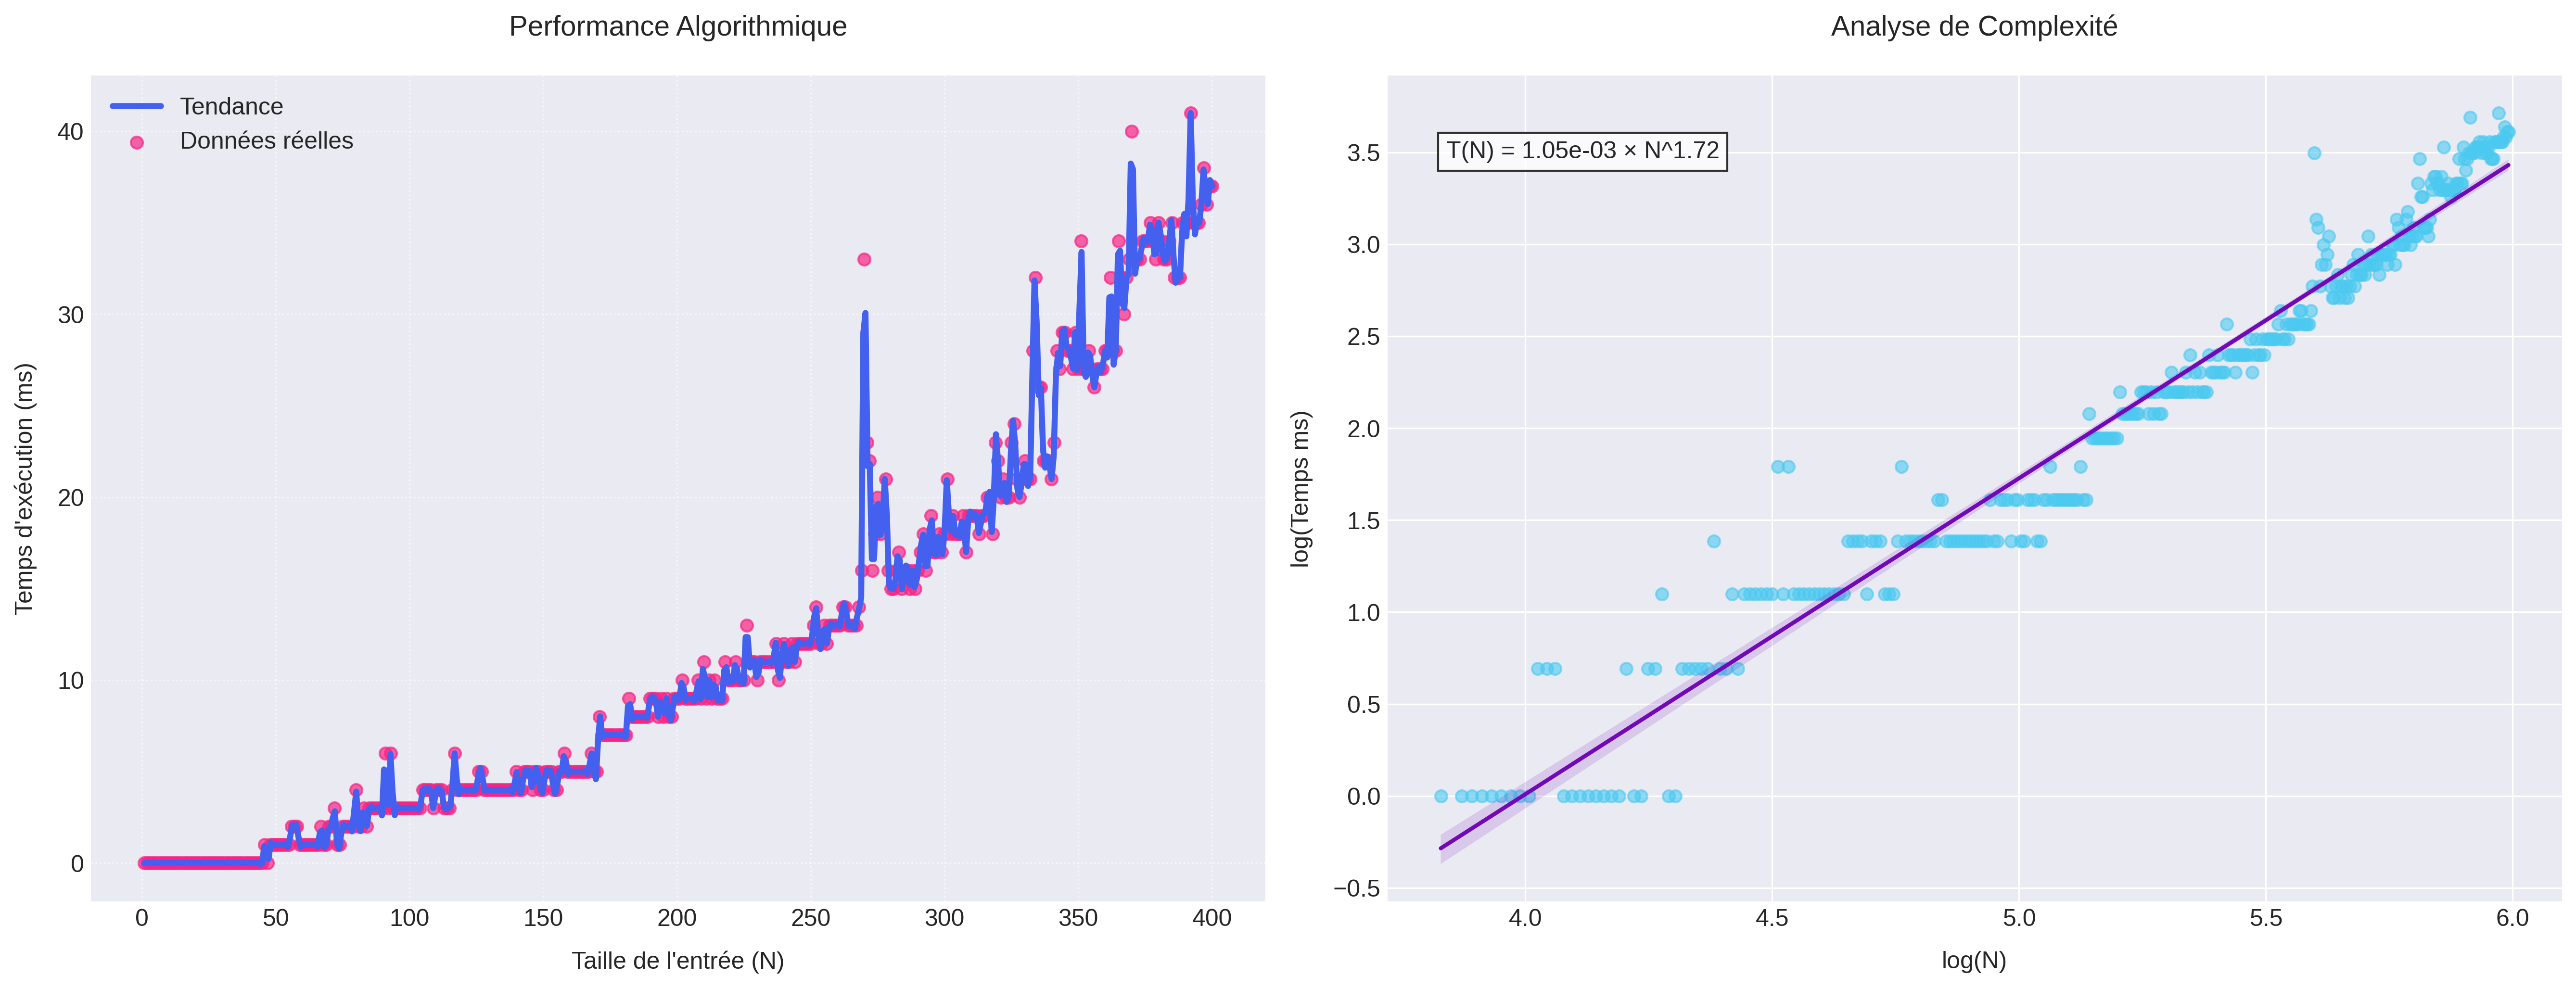 Performance Algorithmique
Tendance
Données réelles
40
30
20
10
0
Temps d'exécution (ms)
0 50 100 150 200 250 300 350 400
Taille de l'entrée (N)
Analyse de Complexité
T(N) = 1.05e-03 × N^1.72
3.5
3.0
2.5
2.0
1.5
1.0
0.5
0.0
−0.5
log(Temps ms)
4.0 4.5 5.0 5.5 6.0
log(N)